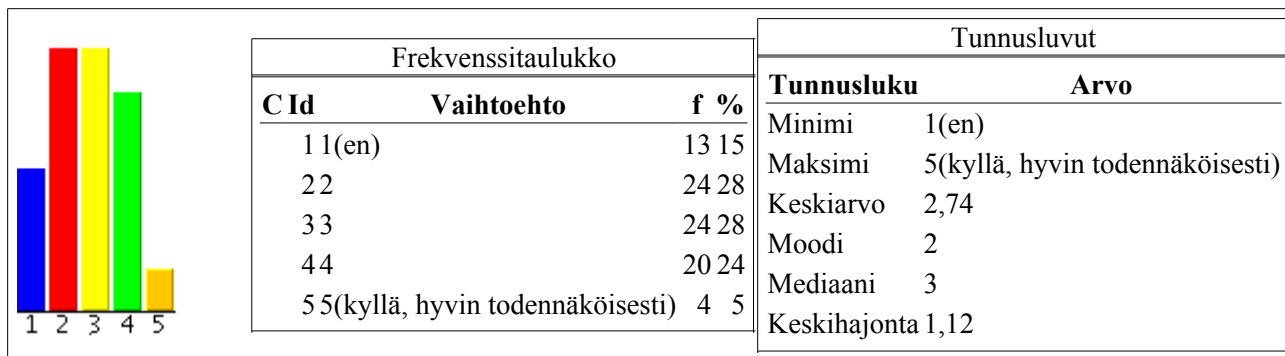 1 2 3 4 5
Frekvenssitaulukko
C Id Vaihtoehto f %
1 1(en) 13 15
2 2 24 28
3 3 24 28
4 4 20 24
5 5(kyllä, hyvin todennäköisesti) 4 5
Tunnusluvut
Tunnusluku Arvo
Minimi 1(en)
Maksimi 5(kyllä, hyvin todennäköisesti)
Keskiarvo 2,74
Moodi 2
Mediaani 3
Keskihajonta 1,12